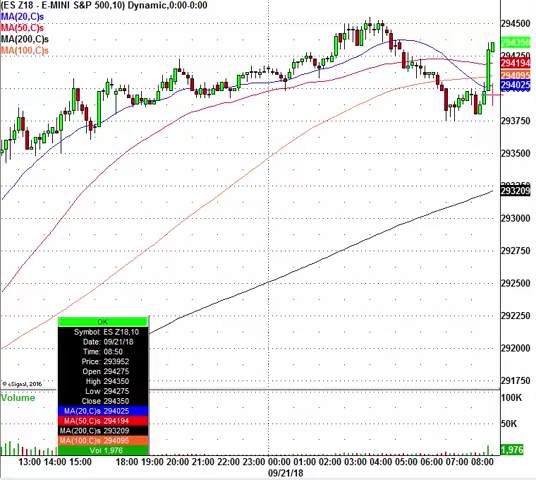 (ES Z18 - E-MINI S&P 500,10) Dynamic,0:00-0:00
MA(20,C)s
MA(50,C)s
MA(200,C)s
MA(100,C)s
294500
294350
294250
294194
294095
294025
293750
293500
293209
293000
292750
292500
292250
292000
291750
OK
Symbol: ES Z18,10
Date: 09/21/18
Time: 08:50
Price: 293952
Open 294275
High 294350
Low 294275
Close 294350
MA(20,C)s 294025
MA(50,C)s 294194
MA(200,C)s 293209
MA(100,C)s 294095
Vol 1,976
© eSignal, 2016
Volume
100K
50K
1,976
13:00 14:00 15:00 18:00 19:00 20:00 21:00 22:00 23:00 00:00 01:00 02:00 03:00 04:00 05:00 06:00 07:00 08:00
09/21/18